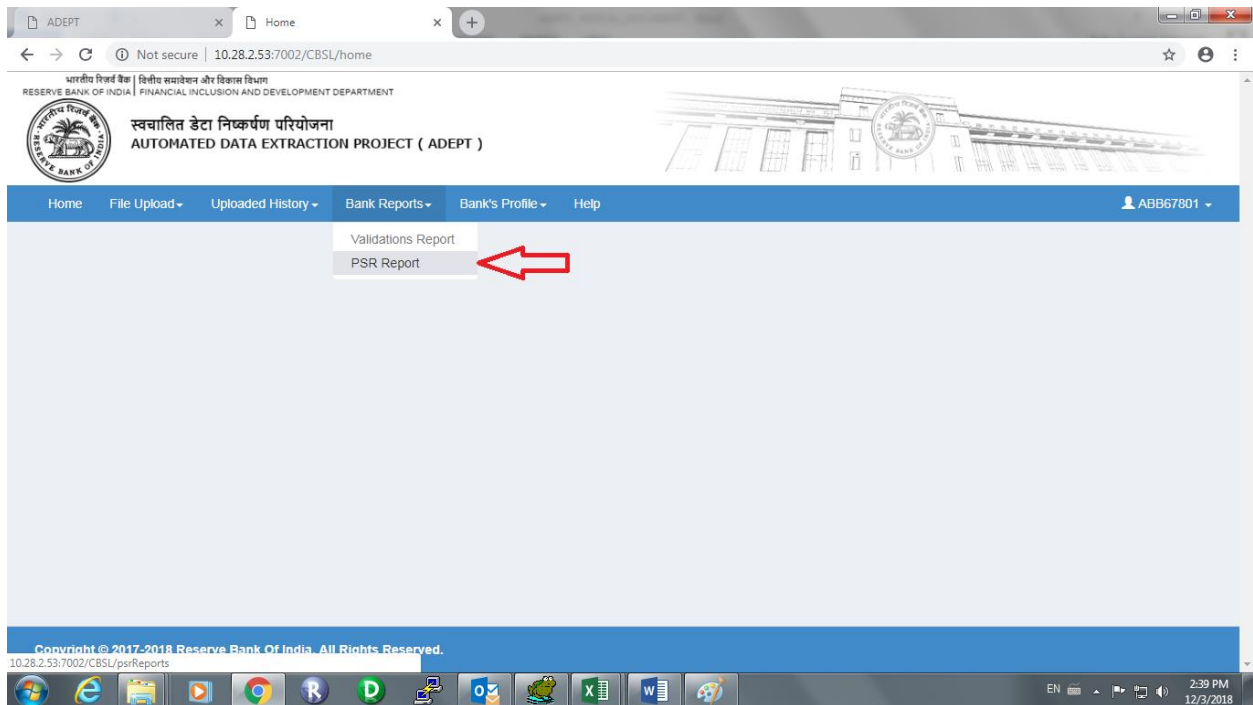 ADEPT
Home
Not secure | 10.28.2.53:7002/CBSL/home
भारतीय रिज़र्व बैंक | वित्तीय समावेशन और विकास विभाग
RESERVE BANK OF INDIA | FINANCIAL INCLUSION AND DEVELOPMENT DEPARTMENT
स्वचालित डेटा निष्कर्षण परियोजना
AUTOMATED DATA EXTRACTION PROJECT ( ADEPT )
Home File Upload Uploaded History Bank Reports Bank's Profile Help ABB67801
Validations Report
PSR Report
Copyright © 2017-2018 Reserve Bank Of India. All Rights Reserved.
10.28.2.53:7002/CBSL/psrReports
EN 2:39 PM
12/3/2018